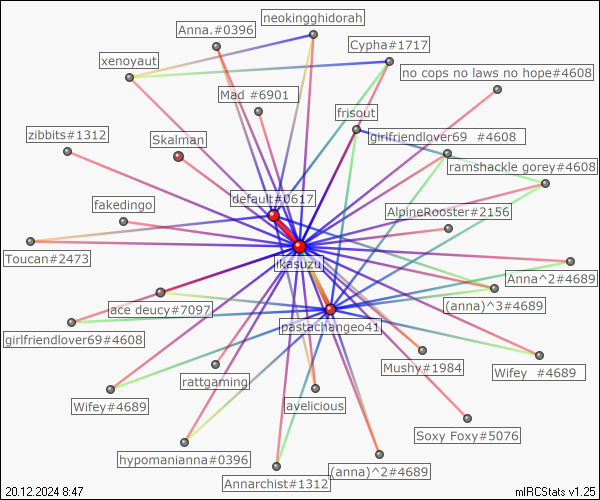 neokingghidorah
Anna.#0396
Cypha#1717
xenoyaut
no cops no laws no hope#4608
Mad #6901
frisout
zibbits#1312
Skalman
girlfriendlover69 #4608
ramshackle gorey#4608
default#0617
fakedingo
AlpineRooster#2156
Toucan#2473
ikasuzu
Anna^2#4689
ace deucy#7097
(anna)^3#4689
pastachangeo41
girlfriendlover69#4608
Mushy#1984
Wifey #4689
rattgaming
Wifey#4689
avelicious
Soxy Foxy#5076
hypomanianna#0396
(anna)^2#4689
Annarchist#1312
20.12.2024 8:47
mIRCStats v1.25